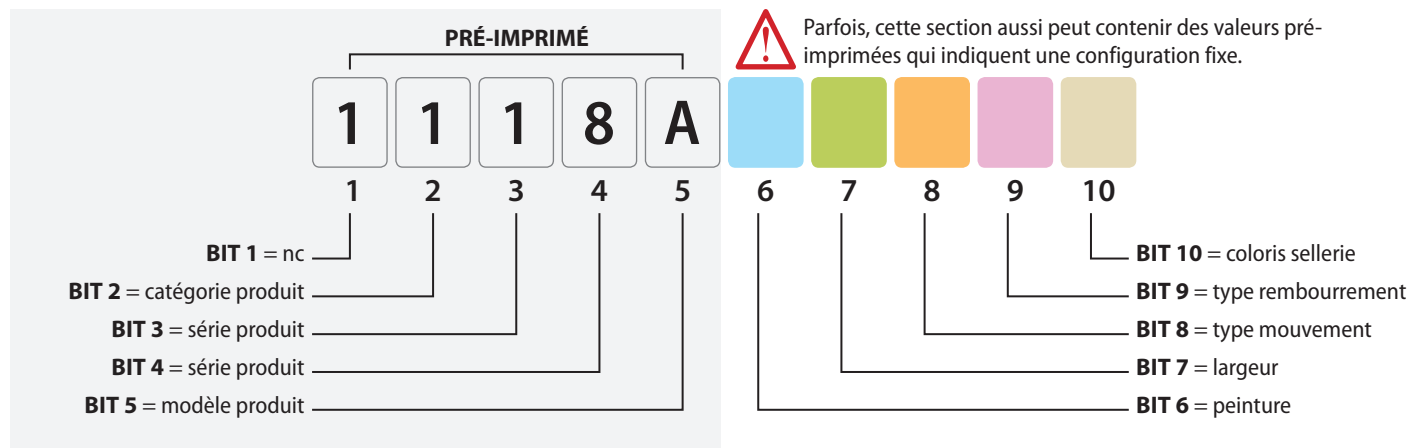 PRÉ-IMPRIMÉ
Parfois, cette section aussi peut contenir des valeurs pré-
imprimées qui indiquent une configuration fixe.
1 1 1 8 A
1 2 3 4 5 6 7 8 9 10
BIT 1 = nc
BIT 2 = catégorie produit
BIT 3 = série produit
BIT 4 = série produit
BIT 5 = modèle produit
BIT 10 = coloris sellerie
BIT 9 = type rembourrement
BIT 8 = type mouvement
BIT 7 = largeur
BIT 6 = peinture